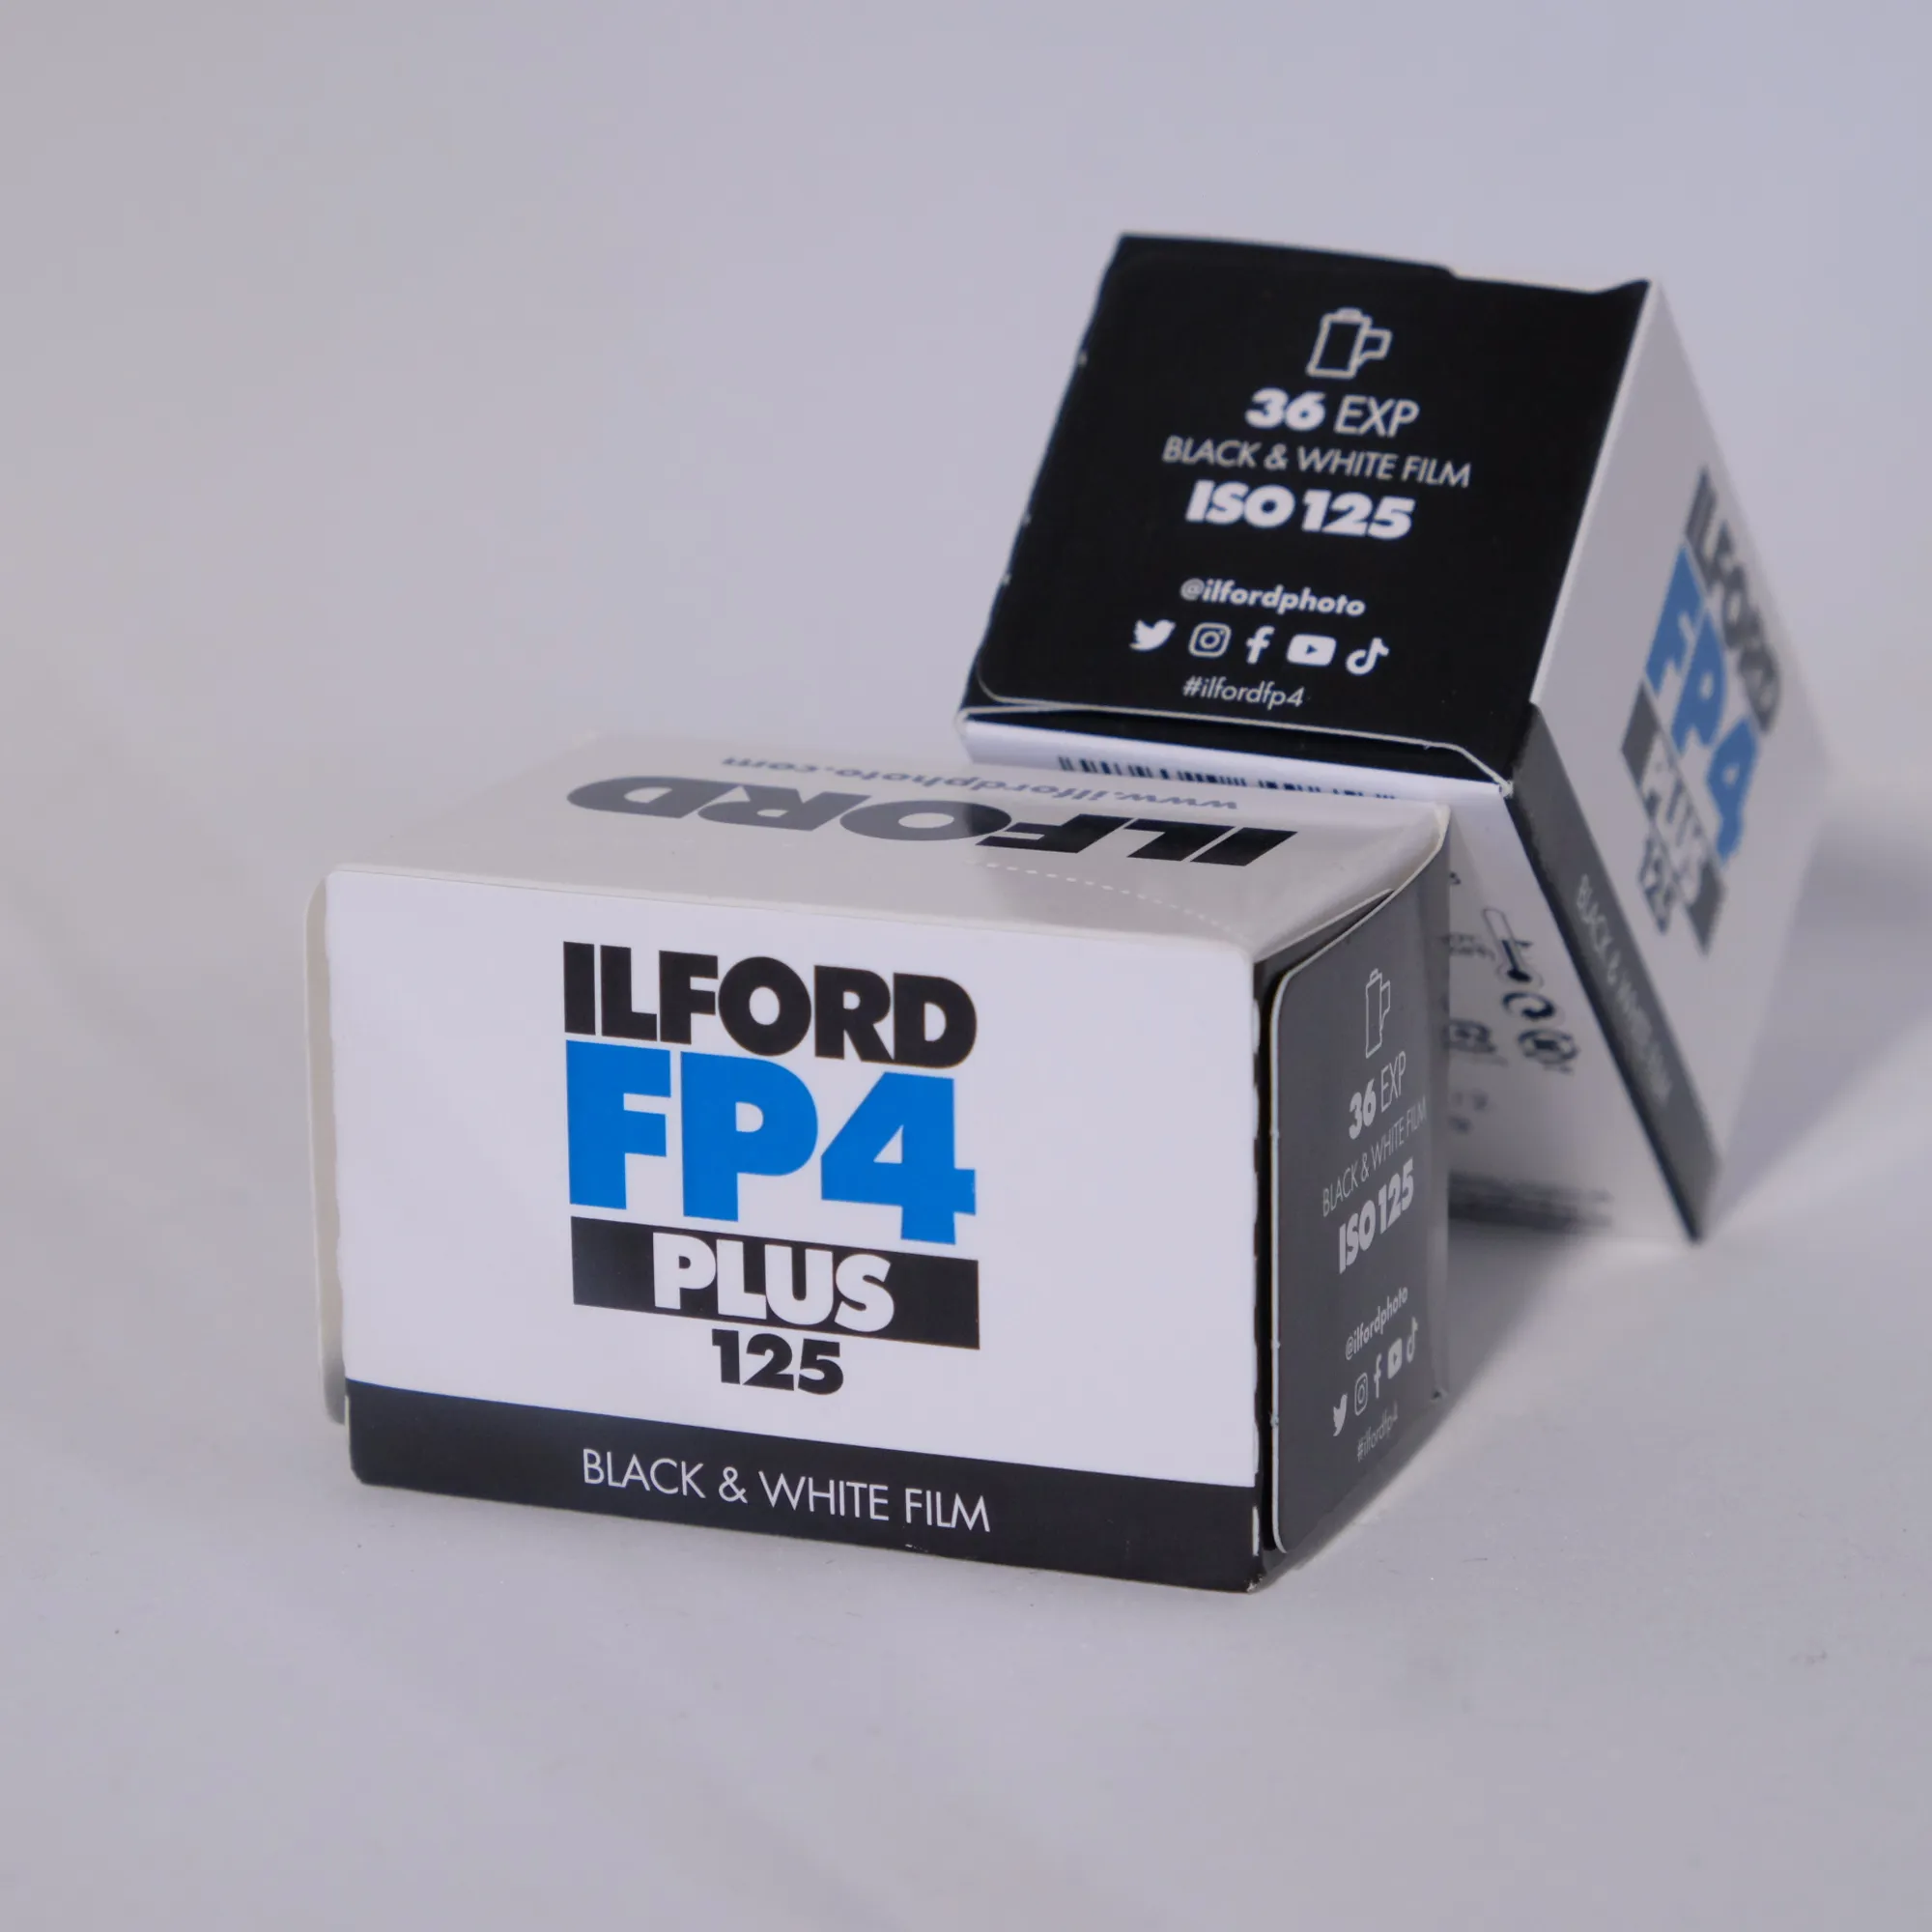 36 EXP
BLACK & WHITE FILM
ISO 125
@ilfordphoto
#ilfordfp4
ILFORD
FP4
PLUS
125
BLACK & WHITE FILM
www.ilfordphoto.com
ILFORD
ILFORD
FP4
PLUS
125
BLACK & WHITE FILM
36 EXP
BLACK & WHITE FILM
ISO 125
@ilfordphoto
#ilfordfp4